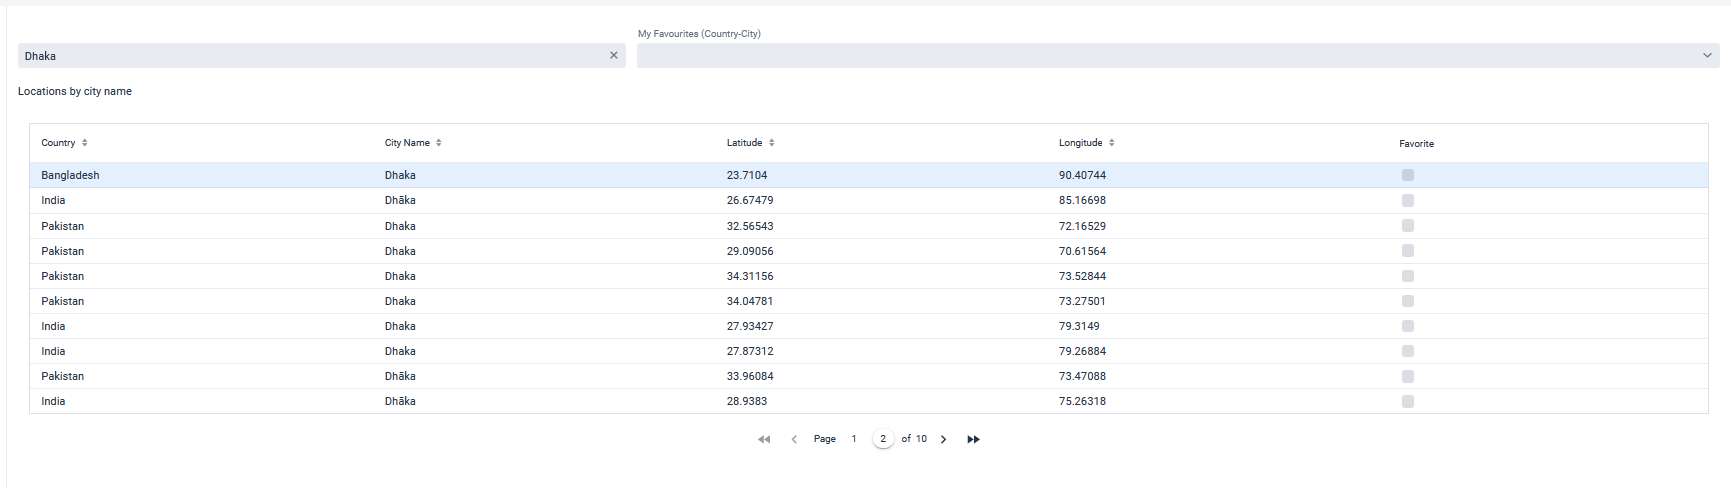 My Favourites (Country-City)
Dhaka
Locations by city name
Country City Name Latitude Longitude Favorite
Bangladesh Dhaka 23.7104 90.40744
India Dhāka 26.67479 85.16698
Pakistan Dhaka 32.56543 72.16529
Pakistan Dhaka 29.09056 70.61564
Pakistan Dhaka 34.31156 73.52844
Pakistan Dhaka 34.04781 73.27501
India Dhaka 27.93427 79.3149
India Dhaka 27.87312 79.26884
Pakistan Dhāka 33.96084 73.47088
India Dhāka 28.9383 75.26318
Page 1 2 of 10